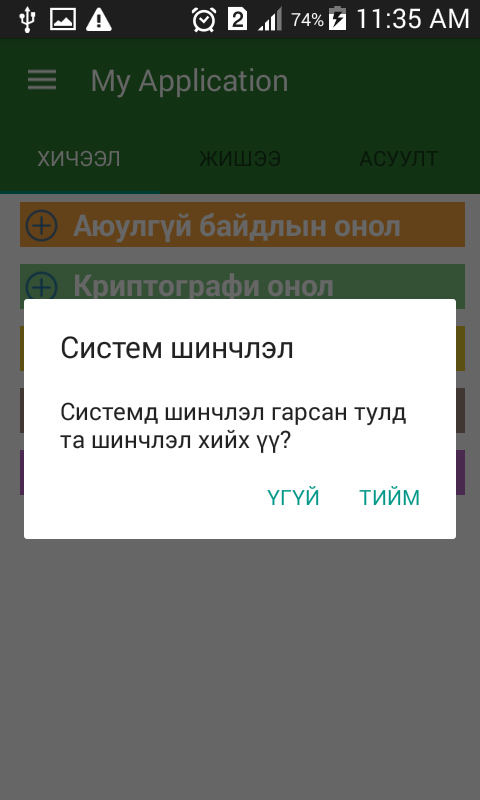 74% 11:35 AM
My Application
ХИЧЭЭЛ ЖИШЭЭ АСУУЛТ
Аюулгүй байдлын онол
Криптографи онол
Систем шинчлэл
Системд шинчлэл гарсан тулд
та шинчлэл хийх үү?
ҮГҮЙ ТИЙМ